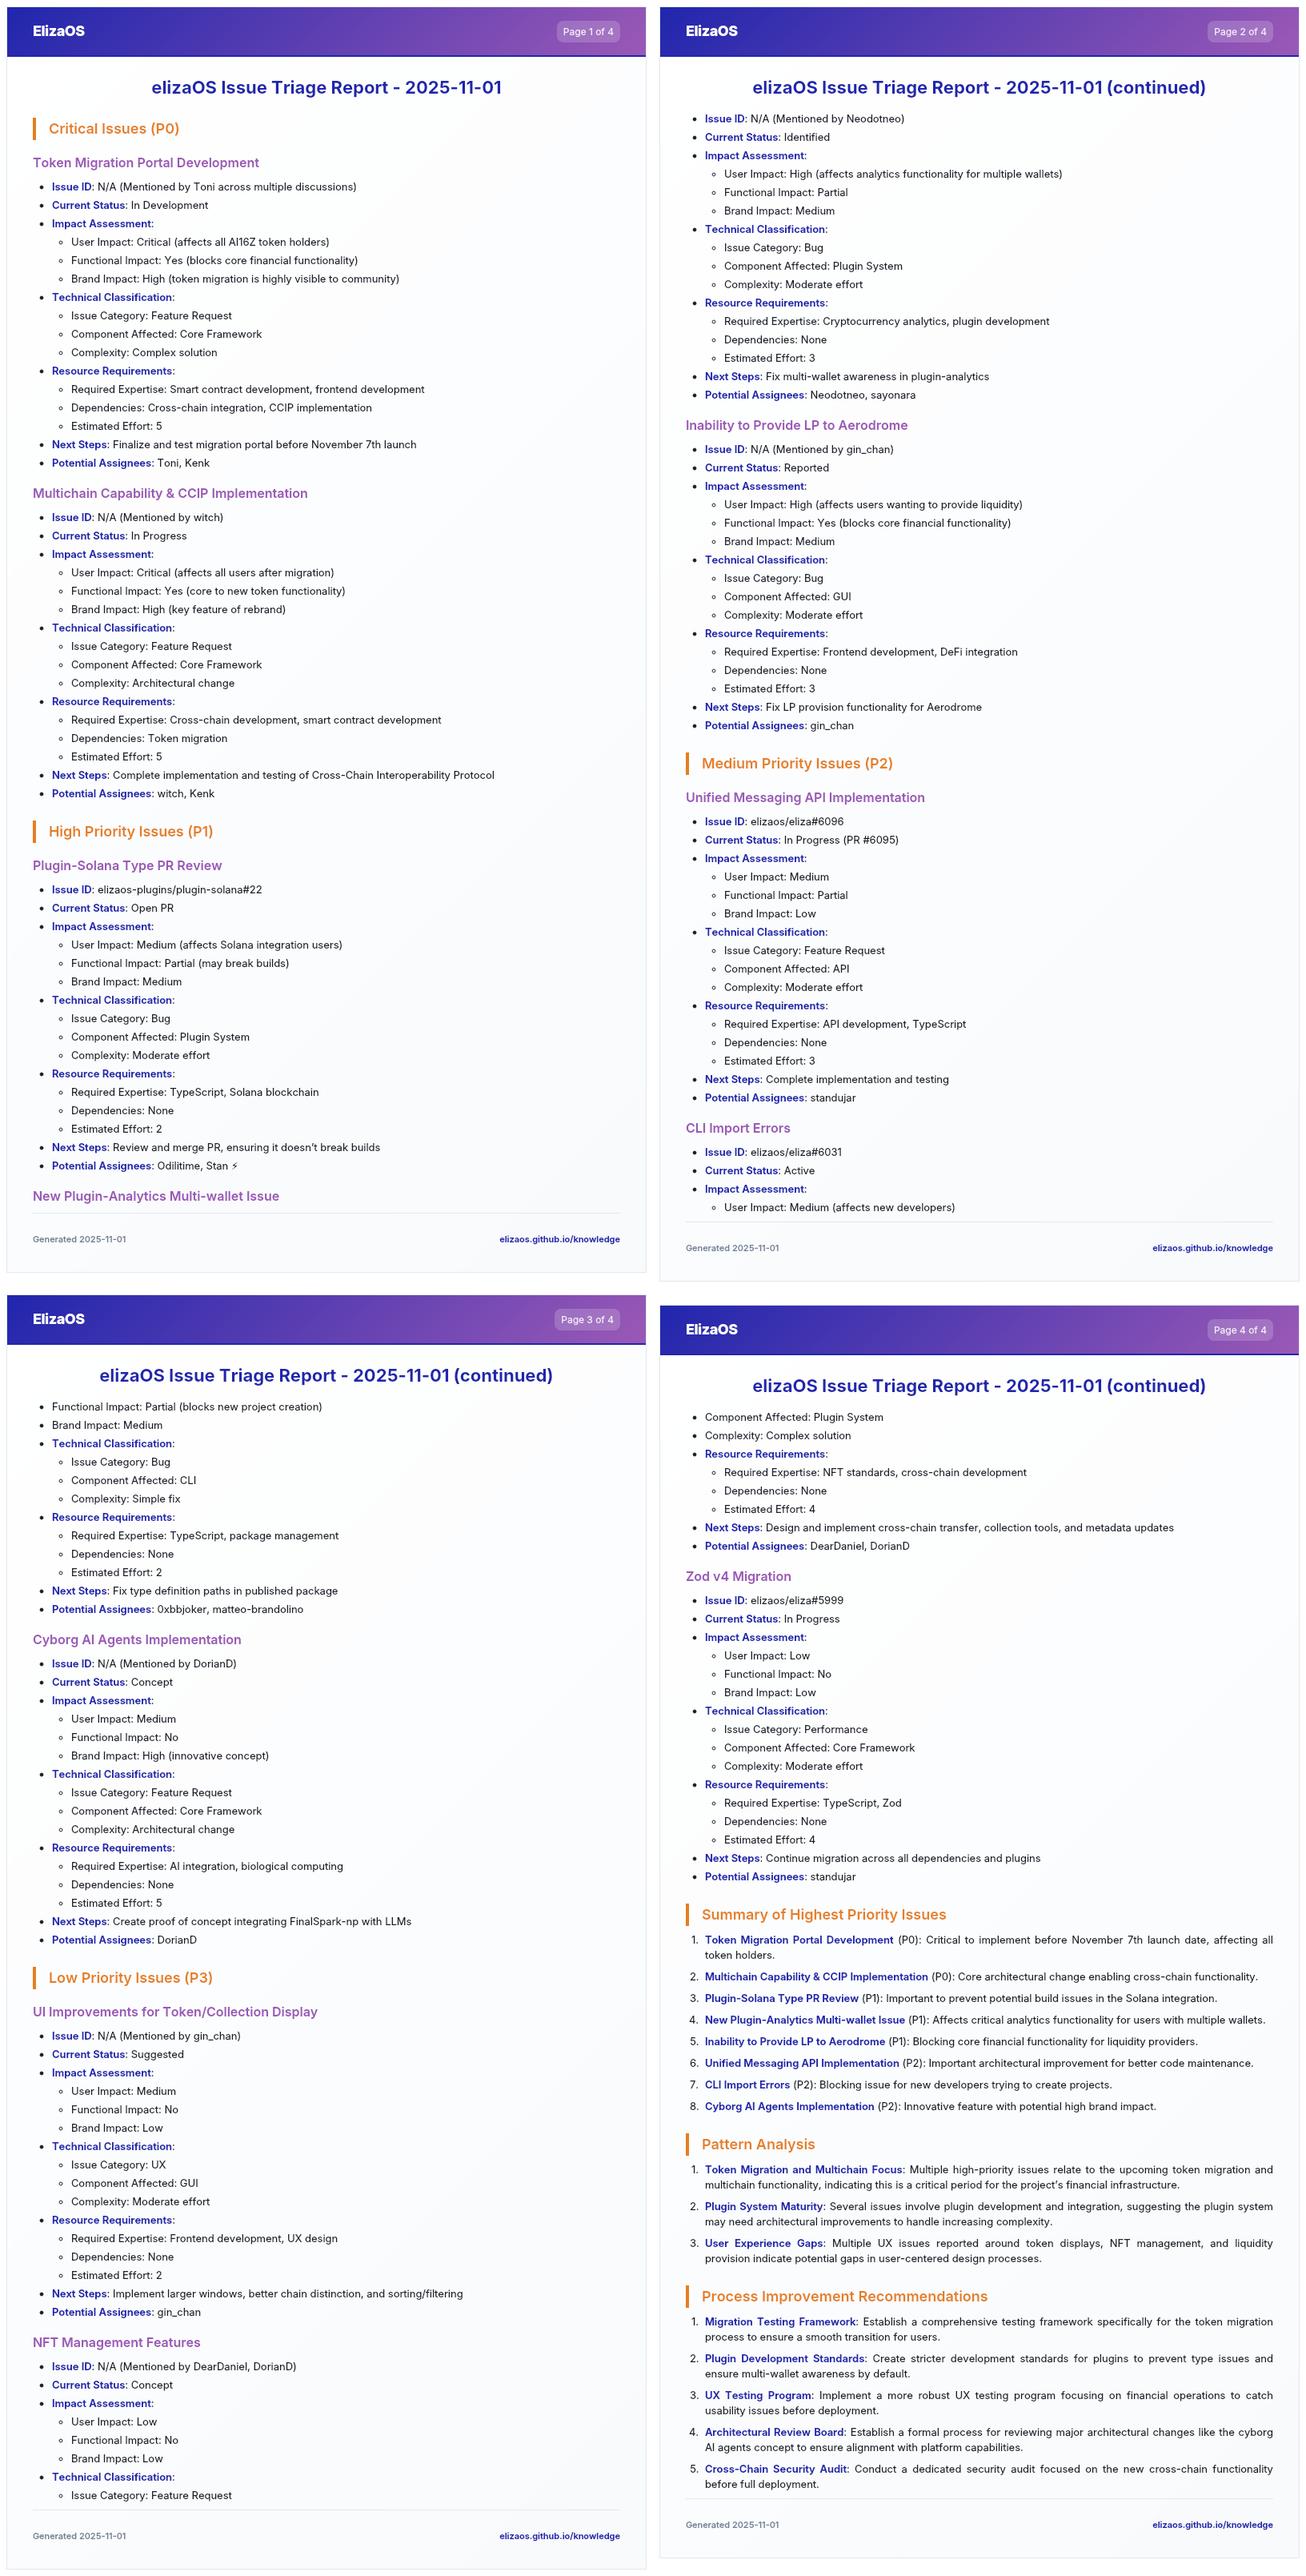 ElizaOS
Page 1 of 4
elizaOS Issue Triage Report - 2025-11-01
Critical Issues (P0)
Token Migration Portal Development
• Issue ID: N/A (Mentioned by Toni across multiple discussions)
• Current Status: In Development
• Impact Assessment:
◦ User Impact: Critical (affects all AI16Z token holders)
◦ Functional Impact: Yes (blocks core financial functionality)
◦ Brand Impact: High (token migration is highly visible to community)
• Technical Classification:
◦ Issue Category: Feature Request
◦ Component Affected: Core Framework
◦ Complexity: Complex solution
• Resource Requirements:
◦ Required Expertise: Smart contract development, frontend development
◦ Dependencies: Cross-chain integration, CCIP implementation
◦ Estimated Effort: 5
• Next Steps: Finalize and test migration portal before November 7th launch
• Potential Assignees: Toni, Kenk
Multichain Capability & CCIP Implementation
• Issue ID: N/A (Mentioned by witch)
• Current Status: In Progress
• Impact Assessment:
◦ User Impact: Critical (affects all users after migration)
◦ Functional Impact: Yes (core to new token functionality)
◦ Brand Impact: High (key feature of rebrand)
• Technical Classification:
◦ Issue Category: Feature Request
◦ Component Affected: Core Framework
◦ Complexity: Architectural change
• Resource Requirements:
◦ Required Expertise: Cross-chain development, smart contract development
◦ Dependencies: Token migration
◦ Estimated Effort: 5
• Next Steps: Complete implementation and testing of Cross-Chain Interoperability Protocol
• Potential Assignees: witch, Kenk
High Priority Issues (P1)
Plugin-Solana Type PR Review
• Issue ID: elizaos-plugins/plugin-solana#22
• Current Status: Open PR
• Impact Assessment:
◦ User Impact: Medium (affects Solana integration users)
◦ Functional Impact: Partial (may break builds)
◦ Brand Impact: Medium
• Technical Classification:
◦ Issue Category: Bug
◦ Component Affected: Plugin System
◦ Complexity: Moderate effort
• Resource Requirements:
◦ Required Expertise: TypeScript, Solana blockchain
◦ Dependencies: None
◦ Estimated Effort: 2
• Next Steps: Review and merge PR, ensuring it doesn't break builds
• Potential Assignees: Odilitime, Stan ⚡
New Plugin-Analytics Multi-wallet Issue
Generated 2025-11-01
elizaos.github.io/knowledge
ElizaOS
Page 2 of 4
elizaOS Issue Triage Report - 2025-11-01 (continued)
• Issue ID: N/A (Mentioned by Neodotneo)
• Current Status: Identified
• Impact Assessment:
◦ User Impact: High (affects analytics functionality for multiple wallets)
◦ Functional Impact: Partial
◦ Brand Impact: Medium
• Technical Classification:
◦ Issue Category: Bug
◦ Component Affected: Plugin System
◦ Complexity: Moderate effort
• Resource Requirements:
◦ Required Expertise: Cryptocurrency analytics, plugin development
◦ Dependencies: None
◦ Estimated Effort: 3
• Next Steps: Fix multi-wallet awareness in plugin-analytics
• Potential Assignees: Neodotneo, sayonara
Inability to Provide LP to Aerodrome
• Issue ID: N/A (Mentioned by gin_chan)
• Current Status: Reported
• Impact Assessment:
◦ User Impact: High (affects users wanting to provide liquidity)
◦ Functional Impact: Yes (blocks core financial functionality)
◦ Brand Impact: Medium
• Technical Classification:
◦ Issue Category: Bug
◦ Component Affected: GUI
◦ Complexity: Moderate effort
• Resource Requirements:
◦ Required Expertise: Frontend development, DeFi integration
◦ Dependencies: None
◦ Estimated Effort: 3
• Next Steps: Fix LP provision functionality for Aerodrome
• Potential Assignees: gin_chan
Medium Priority Issues (P2)
Unified Messaging API Implementation
• Issue ID: elizaos/eliza#6096
• Current Status: In Progress (PR #6095)
• Impact Assessment:
◦ User Impact: Medium
◦ Functional Impact: Partial
◦ Brand Impact: Low
• Technical Classification:
◦ Issue Category: Feature Request
◦ Component Affected: API
◦ Complexity: Moderate effort
• Resource Requirements:
◦ Required Expertise: API development, TypeScript
◦ Dependencies: None
◦ Estimated Effort: 3
• Next Steps: Complete implementation and testing
• Potential Assignees: standujar
CLI Import Errors
• Issue ID: elizaos/eliza#6031
• Current Status: Active
• Impact Assessment:
◦ User Impact: Medium (affects new developers)
Generated 2025-11-01
elizaos.github.io/knowledge
ElizaOS
Page 3 of 4
elizaOS Issue Triage Report - 2025-11-01 (continued)
• Functional Impact: Partial (blocks new project creation)
• Brand Impact: Medium
• Technical Classification:
◦ Issue Category: Bug
◦ Component Affected: CLI
◦ Complexity: Simple fix
• Resource Requirements:
◦ Required Expertise: TypeScript, package management
◦ Dependencies: None
◦ Estimated Effort: 2
• Next Steps: Fix type definition paths in published package
• Potential Assignees: 0xbbjoker, matteo-brandolino
Cyborg AI Agents Implementation
• Issue ID: N/A (Mentioned by DorianD)
• Current Status: Concept
• Impact Assessment:
◦ User Impact: Medium
◦ Functional Impact: No
◦ Brand Impact: High (innovative concept)
• Technical Classification:
◦ Issue Category: Feature Request
◦ Component Affected: Core Framework
◦ Complexity: Architectural change
• Resource Requirements:
◦ Required Expertise: AI integration, biological computing
◦ Dependencies: None
◦ Estimated Effort: 5
• Next Steps: Create proof of concept integrating FinalSpark-np with LLMs
• Potential Assignees: DorianD
Low Priority Issues (P3)
UI Improvements for Token/Collection Display
• Issue ID: N/A (Mentioned by gin_chan)
• Current Status: Suggested
• Impact Assessment:
◦ User Impact: Medium
◦ Functional Impact: No
◦ Brand Impact: Low
• Technical Classification:
◦ Issue Category: UX
◦ Component Affected: GUI
◦ Complexity: Moderate effort
• Resource Requirements:
◦ Required Expertise: Frontend development, UX design
◦ Dependencies: None
◦ Estimated Effort: 2
• Next Steps: Implement larger windows, better chain distinction, and sorting/filtering
• Potential Assignees: gin_chan
NFT Management Features
• Issue ID: N/A (Mentioned by DearDaniel, DorianD)
• Current Status: Concept
• Impact Assessment:
◦ User Impact: Low
◦ Functional Impact: No
◦ Brand Impact: Low
• Technical Classification:
◦ Issue Category: Feature Request
Generated 2025-11-01
elizaos.github.io/knowledge
ElizaOS
Page 4 of 4
elizaOS Issue Triage Report - 2025-11-01 (continued)
• Component Affected: Plugin System
• Complexity: Complex solution
• Resource Requirements:
◦ Required Expertise: NFT standards, cross-chain development
◦ Dependencies: None
◦ Estimated Effort: 4
• Next Steps: Design and implement cross-chain transfer, collection tools, and metadata updates
• Potential Assignees: DearDaniel, DorianD
Zod v4 Migration
• Issue ID: elizaos/eliza#5999
• Current Status: In Progress
• Impact Assessment:
◦ User Impact: Low
◦ Functional Impact: No
◦ Brand Impact: Low
• Technical Classification:
◦ Issue Category: Performance
◦ Component Affected: Core Framework
◦ Complexity: Moderate effort
• Resource Requirements:
◦ Required Expertise: TypeScript, Zod
◦ Dependencies: None
◦ Estimated Effort: 4
• Next Steps: Continue migration across all dependencies and plugins
• Potential Assignees: standujar
Summary of Highest Priority Issues
1. Token Migration Portal Development (P0): Critical to implement before November 7th launch date, affecting all
token holders.
2. Multichain Capability & CCIP Implementation (P0): Core architectural change enabling cross-chain functionality.
3. Plugin-Solana Type PR Review (P1): Important to prevent potential build issues in the Solana integration.
4. New Plugin-Analytics Multi-wallet Issue (P1): Affects critical analytics functionality for users with multiple wallets.
5. Inability to Provide LP to Aerodrome (P1): Blocking core financial functionality for liquidity providers.
6. Unified Messaging API Implementation (P2): Important architectural improvement for better code maintenance.
7. CLI Import Errors (P2): Blocking issue for new developers trying to create projects.
8. Cyborg AI Agents Implementation (P2): Innovative feature with potential high brand impact.
Pattern Analysis
1. Token Migration and Multichain Focus: Multiple high-priority issues relate to the upcoming token migration and
multichain functionality, indicating this is a critical period for the project's financial infrastructure.
2. Plugin System Maturity: Several issues involve plugin development and integration, suggesting the plugin system
may need architectural improvements to handle increasing complexity.
3. User Experience Gaps: Multiple UX issues reported around token displays, NFT management, and liquidity
provision indicate potential gaps in user-centered design processes.
Process Improvement Recommendations
1. Migration Testing Framework: Establish a comprehensive testing framework specifically for the token migration
process to ensure a smooth transition for users.
2. Plugin Development Standards: Create stricter development standards for plugins to prevent type issues and
ensure multi-wallet awareness by default.
3. UX Testing Program: Implement a more robust UX testing program focusing on financial operations to catch
usability issues before deployment.
4. Architectural Review Board: Establish a formal process for reviewing major architectural changes like the cyborg
AI agents concept to ensure alignment with platform capabilities.
5. Cross-Chain Security Audit: Conduct a dedicated security audit focused on the new cross-chain functionality
before full deployment.
Generated 2025-11-01
elizaos.github.io/knowledge